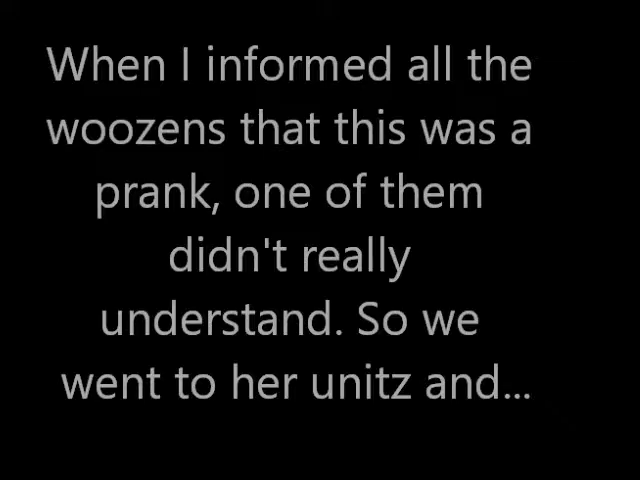 When I informed all the
woozens that this was a
prank, one of them
didn't really
understand. So we
went to her unitz and...